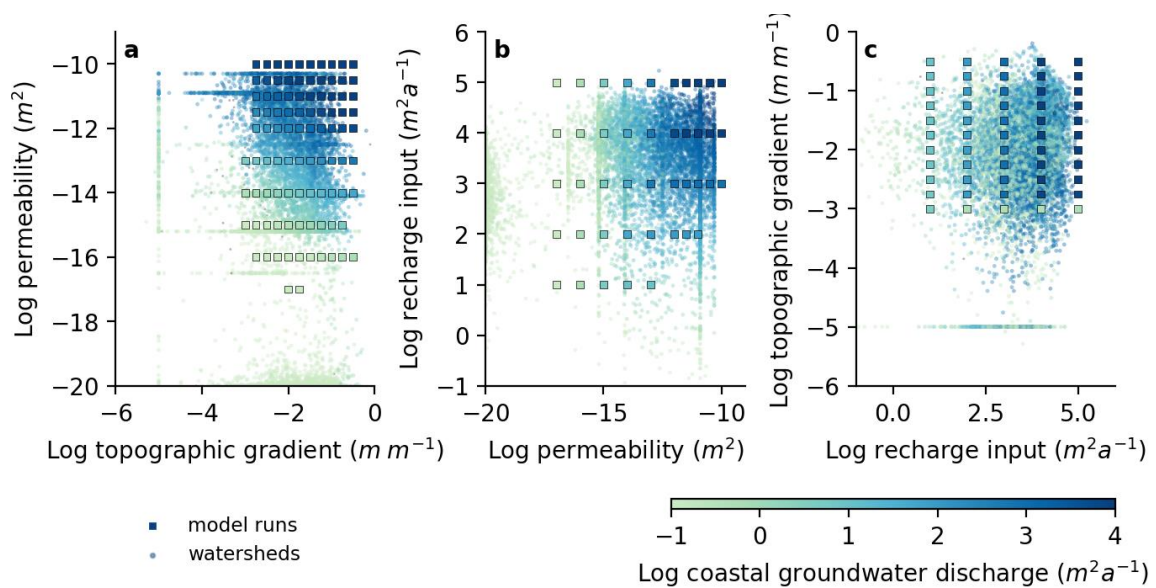 a
−10
−12
−14
−16
−18
−20
−6
−4
−2
0
Log permeability (m²)
Log topographic gradient (m m⁻¹)
b
6
5
4
3
2
1
0
−1
−20
−15
−10
Log recharge input (m²a⁻¹)
Log permeability (m²)
c
0
−1
−2
−3
−4
−5
−6
0.0
2.5
5.0
Log topographic gradient (m m⁻¹)
Log recharge input (m²a⁻¹)
model runs
watersheds
−1 0 1 2 3 4
Log coastal groundwater discharge (m²a⁻¹)